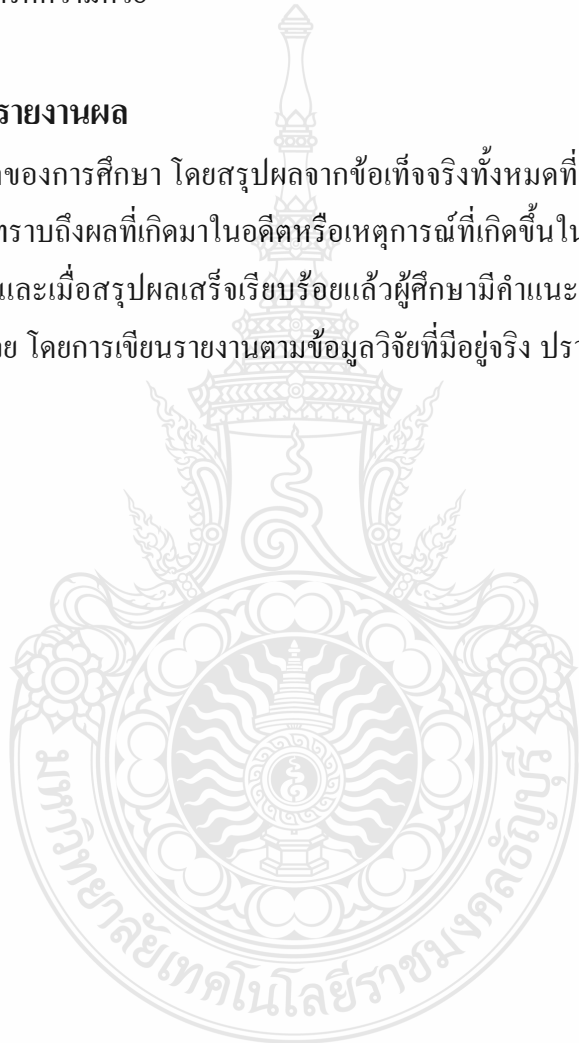 รายงานผล
ของการศึกษา โดยสรุปผลจากข้อเท็จจริงทั้งหมดที่
ทราบถึงผลที่เกิดมาในอดีตหรือเหตุการณ์ที่เกิดขึ้นใน
และเมื่อสรุปผลเสร็จเรียบร้อยแล้วผู้ศึกษามีคำแนะ
โดยการเขียนรายงานตามข้อมูลวิจัยที่มีอยู่จริง
มหาวิทยาลัยเทคโนโลยีราชมงคลธัญบุรี